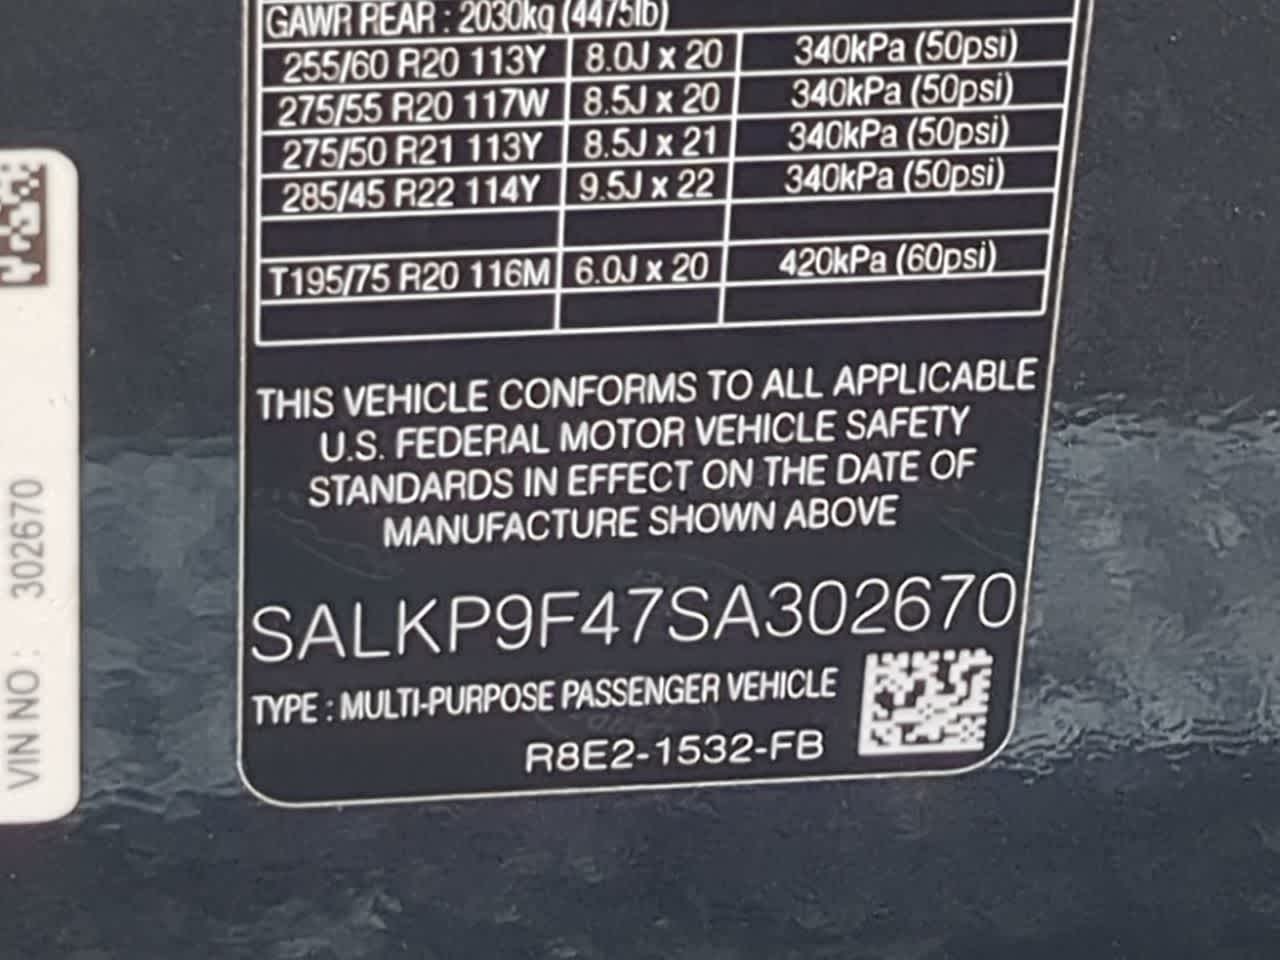 GAWR REAR : 2030kg (4475lb)
255/60 R20 113Y 8.0J x 20 340kPa (50psi)
275/55 R20 117W 8.5J x 20 340kPa (50psi)
275/50 R21 113Y 8.5J x 21 340kPa (50psi)
285/45 R22 114Y 9.5J x 22 340kPa (50psi)
T195/75 R20 116M 6.0J x 20 420kPa (60psi)
THIS VEHICLE CONFORMS TO ALL APPLICABLE
U.S. FEDERAL MOTOR VEHICLE SAFETY
STANDARDS IN EFFECT ON THE DATE OF
MANUFACTURE SHOWN ABOVE
SALKP9F47SA302670
TYPE : MULTI-PURPOSE PASSENGER VEHICLE
R8E2-1532-FB
VIN NO : 302670